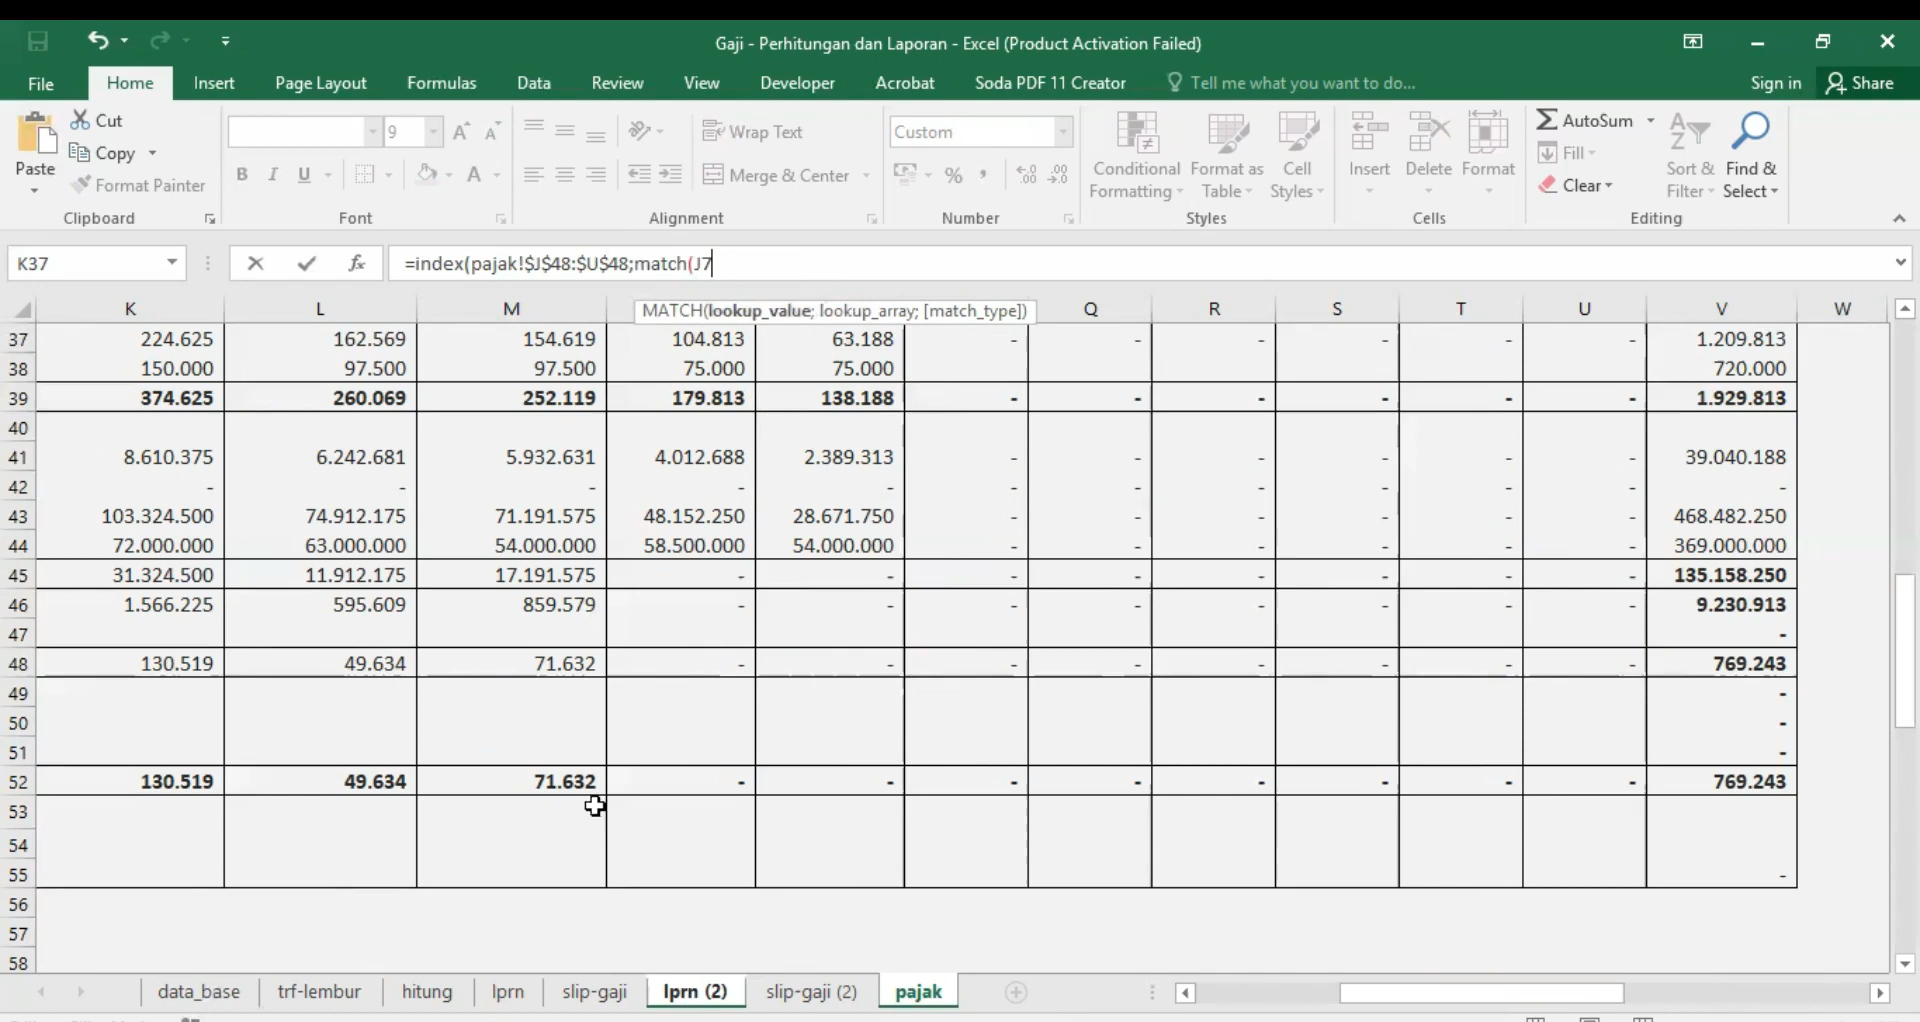 Gaji - Perhitungan dan Laporan - Excel (Product Activation Failed)
File Home Insert Page Layout Formulas Data Review View Developer Acrobat Soda PDF 11 Creator Tell me what you want to do... Sign in Share
Paste
Cut
Copy
Format Painter
Clipboard
9
B I U
Font
Wrap Text
Merge & Center
Alignment
Custom
%
Number
Conditional Formatting
Format as Table
Cell Styles
Styles
Insert
Delete
Format
Cells
AutoSum
Fill
Clear
Sort & Filter
Find & Select
Editing
K37 fx =index(pajak!$J$48:$U$48;match(J7
MATCH(lookup_value; lookup_array; [match_type])
K L M Q R S T U V W
37 224.625 162.569 154.619 104.813 63.188 - - - - - - 1.209.813
38 150.000 97.500 97.500 75.000 75.000 720.000
39 374.625 260.069 252.119 179.813 138.188 - - - - - - 1.929.813
40
41 8.610.375 6.242.681 5.932.631 4.012.688 2.389.313 - - - - - - 39.040.188
42 - - - - - - - - - - - -
43 103.324.500 74.912.175 71.191.575 48.152.250 28.671.750 - - - - - - 468.482.250
44 72.000.000 63.000.000 54.000.000 58.500.000 54.000.000 - - - - - - 369.000.000
45 31.324.500 11.912.175 17.191.575 - - - - - - - - 135.158.250
46 1.566.225 595.609 859.579 - - - - - - - - 9.230.913
47 -
48 130.519 49.634 71.632 - - - - - - - - 769.243
49 -
50 -
51 -
52 130.519 49.634 71.632 - - - - - - - - 769.243
53
54
55 -
56
57
58
data_base trf-lembur hitung lprn slip-gaji lprn (2) slip-gaji (2) pajak